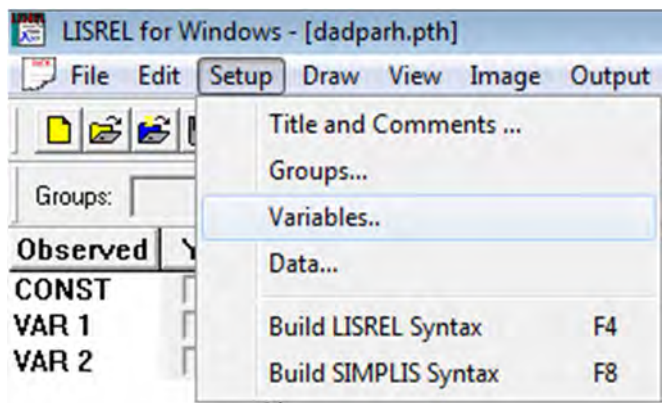 LISREL for Windows - [dadparh.pth]
File Edit Setup Draw View Image Output
Title and Comments ...
Groups...
Groups:
Variables..
Observed Y
Data...
CONST
VAR 1 Build LISREL Syntax F4
VAR 2 Build SIMPLIS Syntax F8